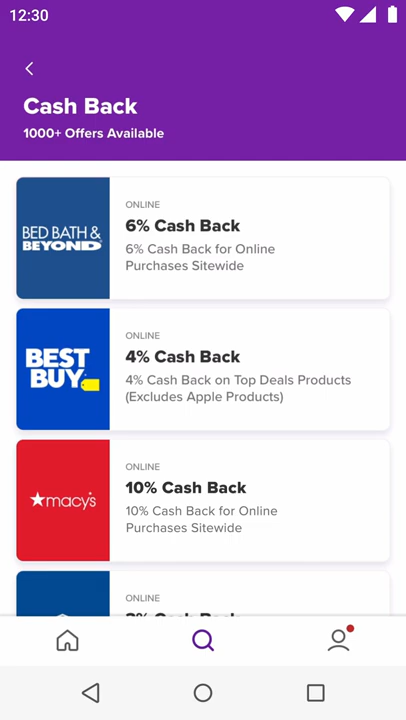 12:30
Cash Back
1000+ Offers Available
BED BATH &
BEYOND
ONLINE
6% Cash Back
6% Cash Back for Online
Purchases Sitewide
BEST
BUY
ONLINE
4% Cash Back
4% Cash Back on Top Deals Products
(Excludes Apple Products)
macy's
ONLINE
10% Cash Back
10% Cash Back for Online
Purchases Sitewide
ONLINE
Cash Back